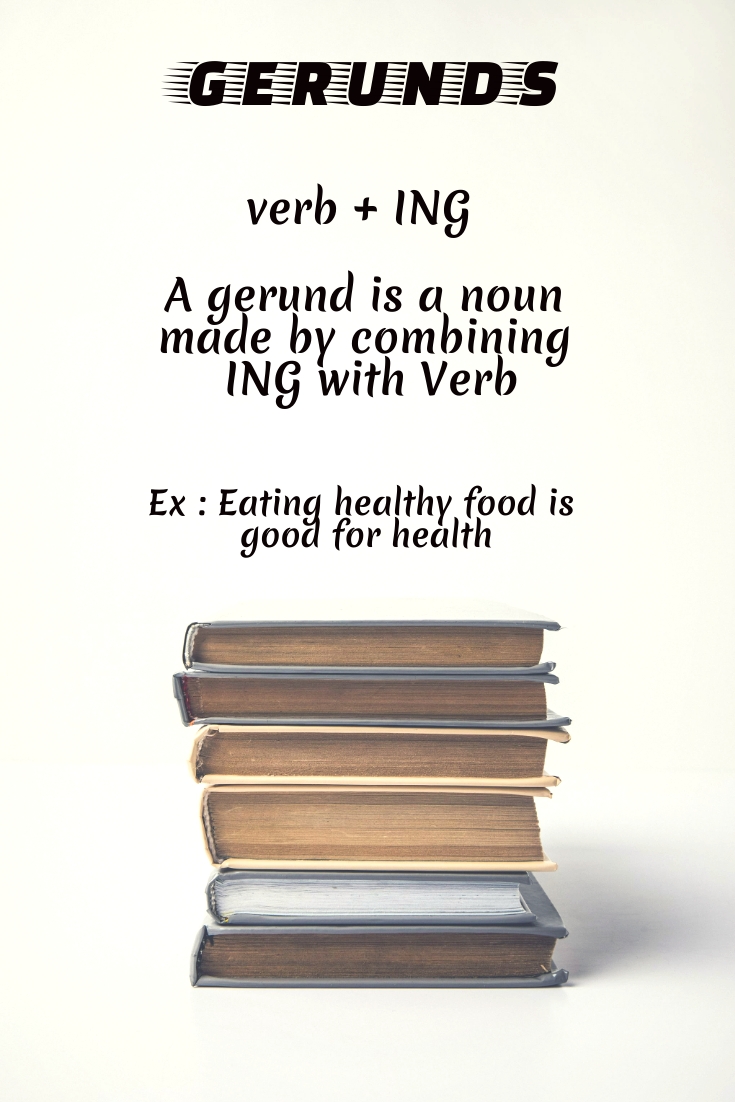 GERUNDS
verb + ING
A gerund is a noun
made by combining
ING with Verb
Ex : Eating healthy food is
good for health